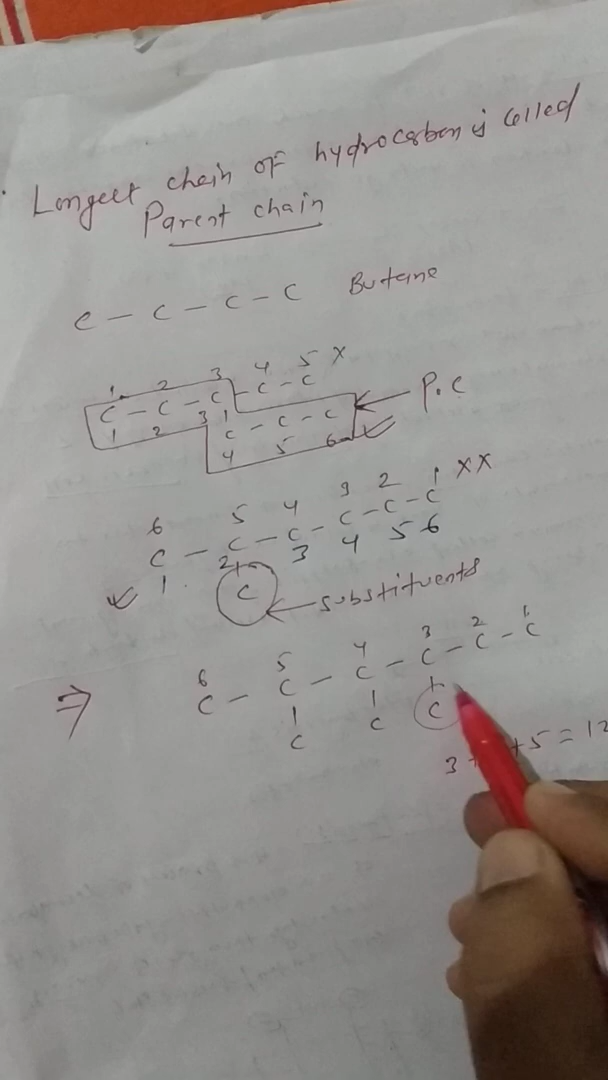 Longest chain of hydrocarbon is called
Parent chain
C - C - C - C Butane
1 2 3 4 5 X
C - C - C - C - C
1 2 3
C - C - C P.C
4 5 6
6 5 4 3 2 1 XX
C - C - C - C - C - C
1. 2 3 4 5 6
C substituents
6 5 4 3 2 1
⇒ C - C - C - C - C - C
C C C
3 + +5 = 12